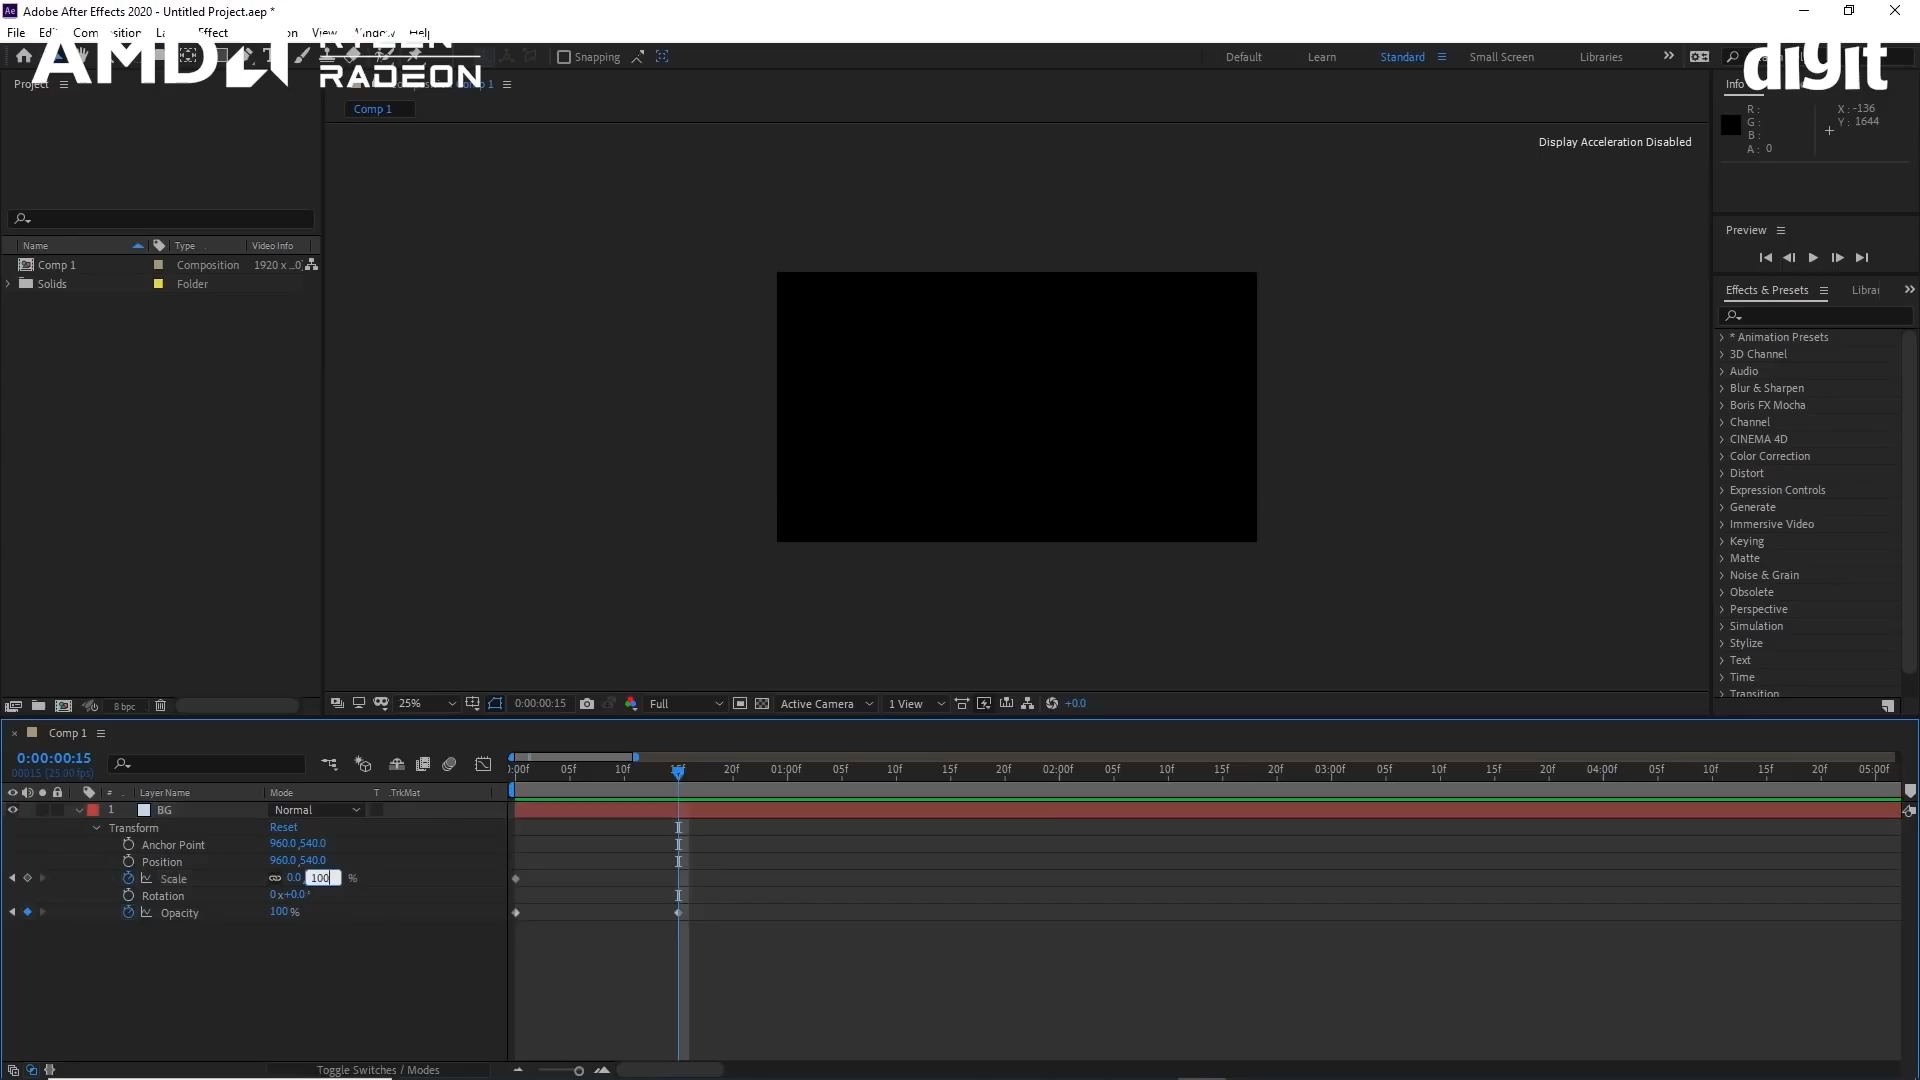 Adobe After Effects 2020 - Untitled Project.aep *
File
Composition
Effect
View
Window
Help
AMD
RYZEN
RADEON
digit
Snapping
Default
Learn
Standard
Small Screen
Libraries
Project
Comp 1
Comp 1
Display Acceleration Disabled
Info
R :
G :
B :
A : 0
X : -136
Y : 1644
Name
Type
Video Info
Comp 1
Composition
1920 x ...0
Solids
Folder
Preview
Effects & Presets
Librar
* Animation Presets
3D Channel
Audio
Blur & Sharpen
Boris FX Mocha
Channel
CINEMA 4D
Color Correction
Distort
Expression Controls
Generate
Immersive Video
Keying
Matte
Noise & Grain
Obsolete
Perspective
Simulation
Stylize
Text
Time
Transition
8 bpc
25%
0:00:00:15
Full
Active Camera
1 View
+0.0
Comp 1
0:00:00:15
00015 (25.00 fps)
:00f 05f 10f 15f 20f 01:00f 05f 10f 15f 20f 02:00f 05f 10f 15f 20f 03:00f 05f 10f 15f 20f 04:00f 05f 10f 15f 20f 05:00f
# Layer Name Mode T .TrkMat
1 BG Normal
Transform Reset
Anchor Point 960.0,540.0
Position 960.0,540.0
Scale 0.0, 100 %
Rotation 0x+0.0°
Opacity 100 %
Toggle Switches / Modes